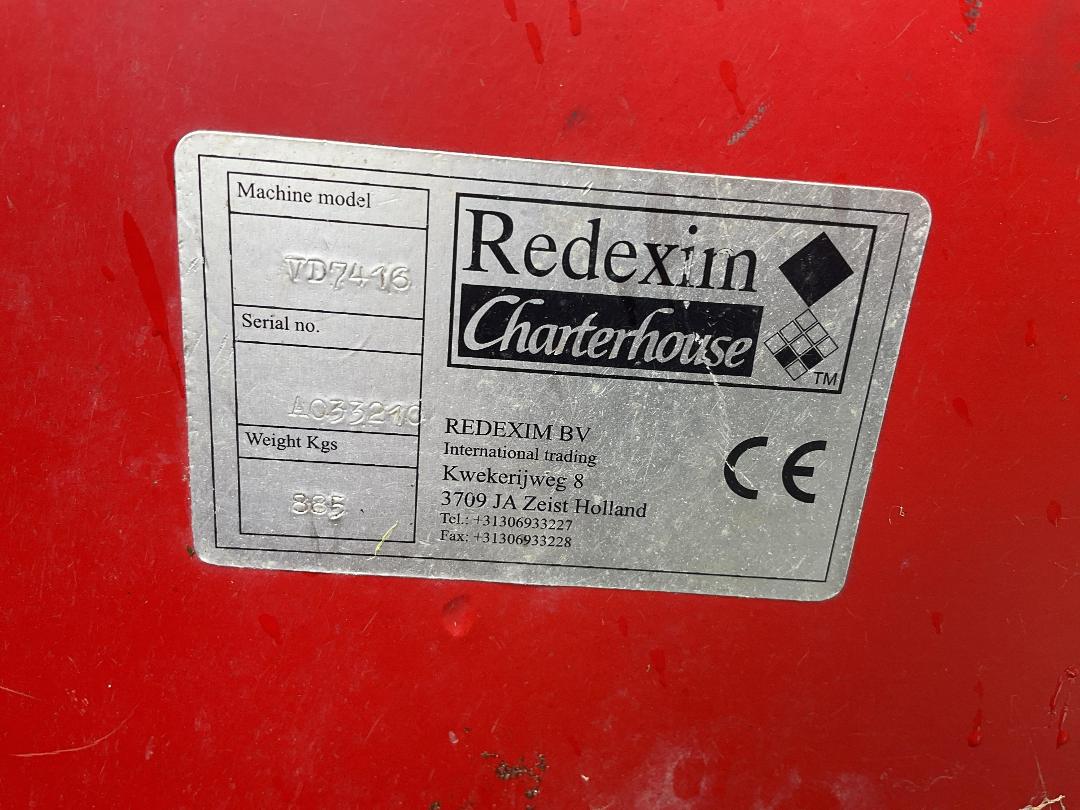 Machine model
VD7416
Serial no.
A033210
Weight Kgs
885
Redexim
Charterhouse
TM
REDEXIM BV
International trading
Kwekerijweg 8
3709 JA Zeist Holland
Tel.: +31306933227
Fax: +31306933228
CE